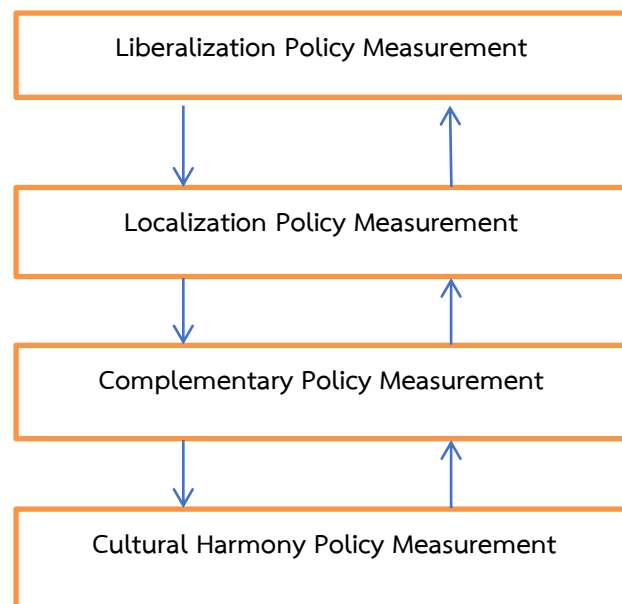 Liberalization Policy Measurement
Localization Policy Measurement
Complementary Policy Measurement
Cultural Harmony Policy Measurement